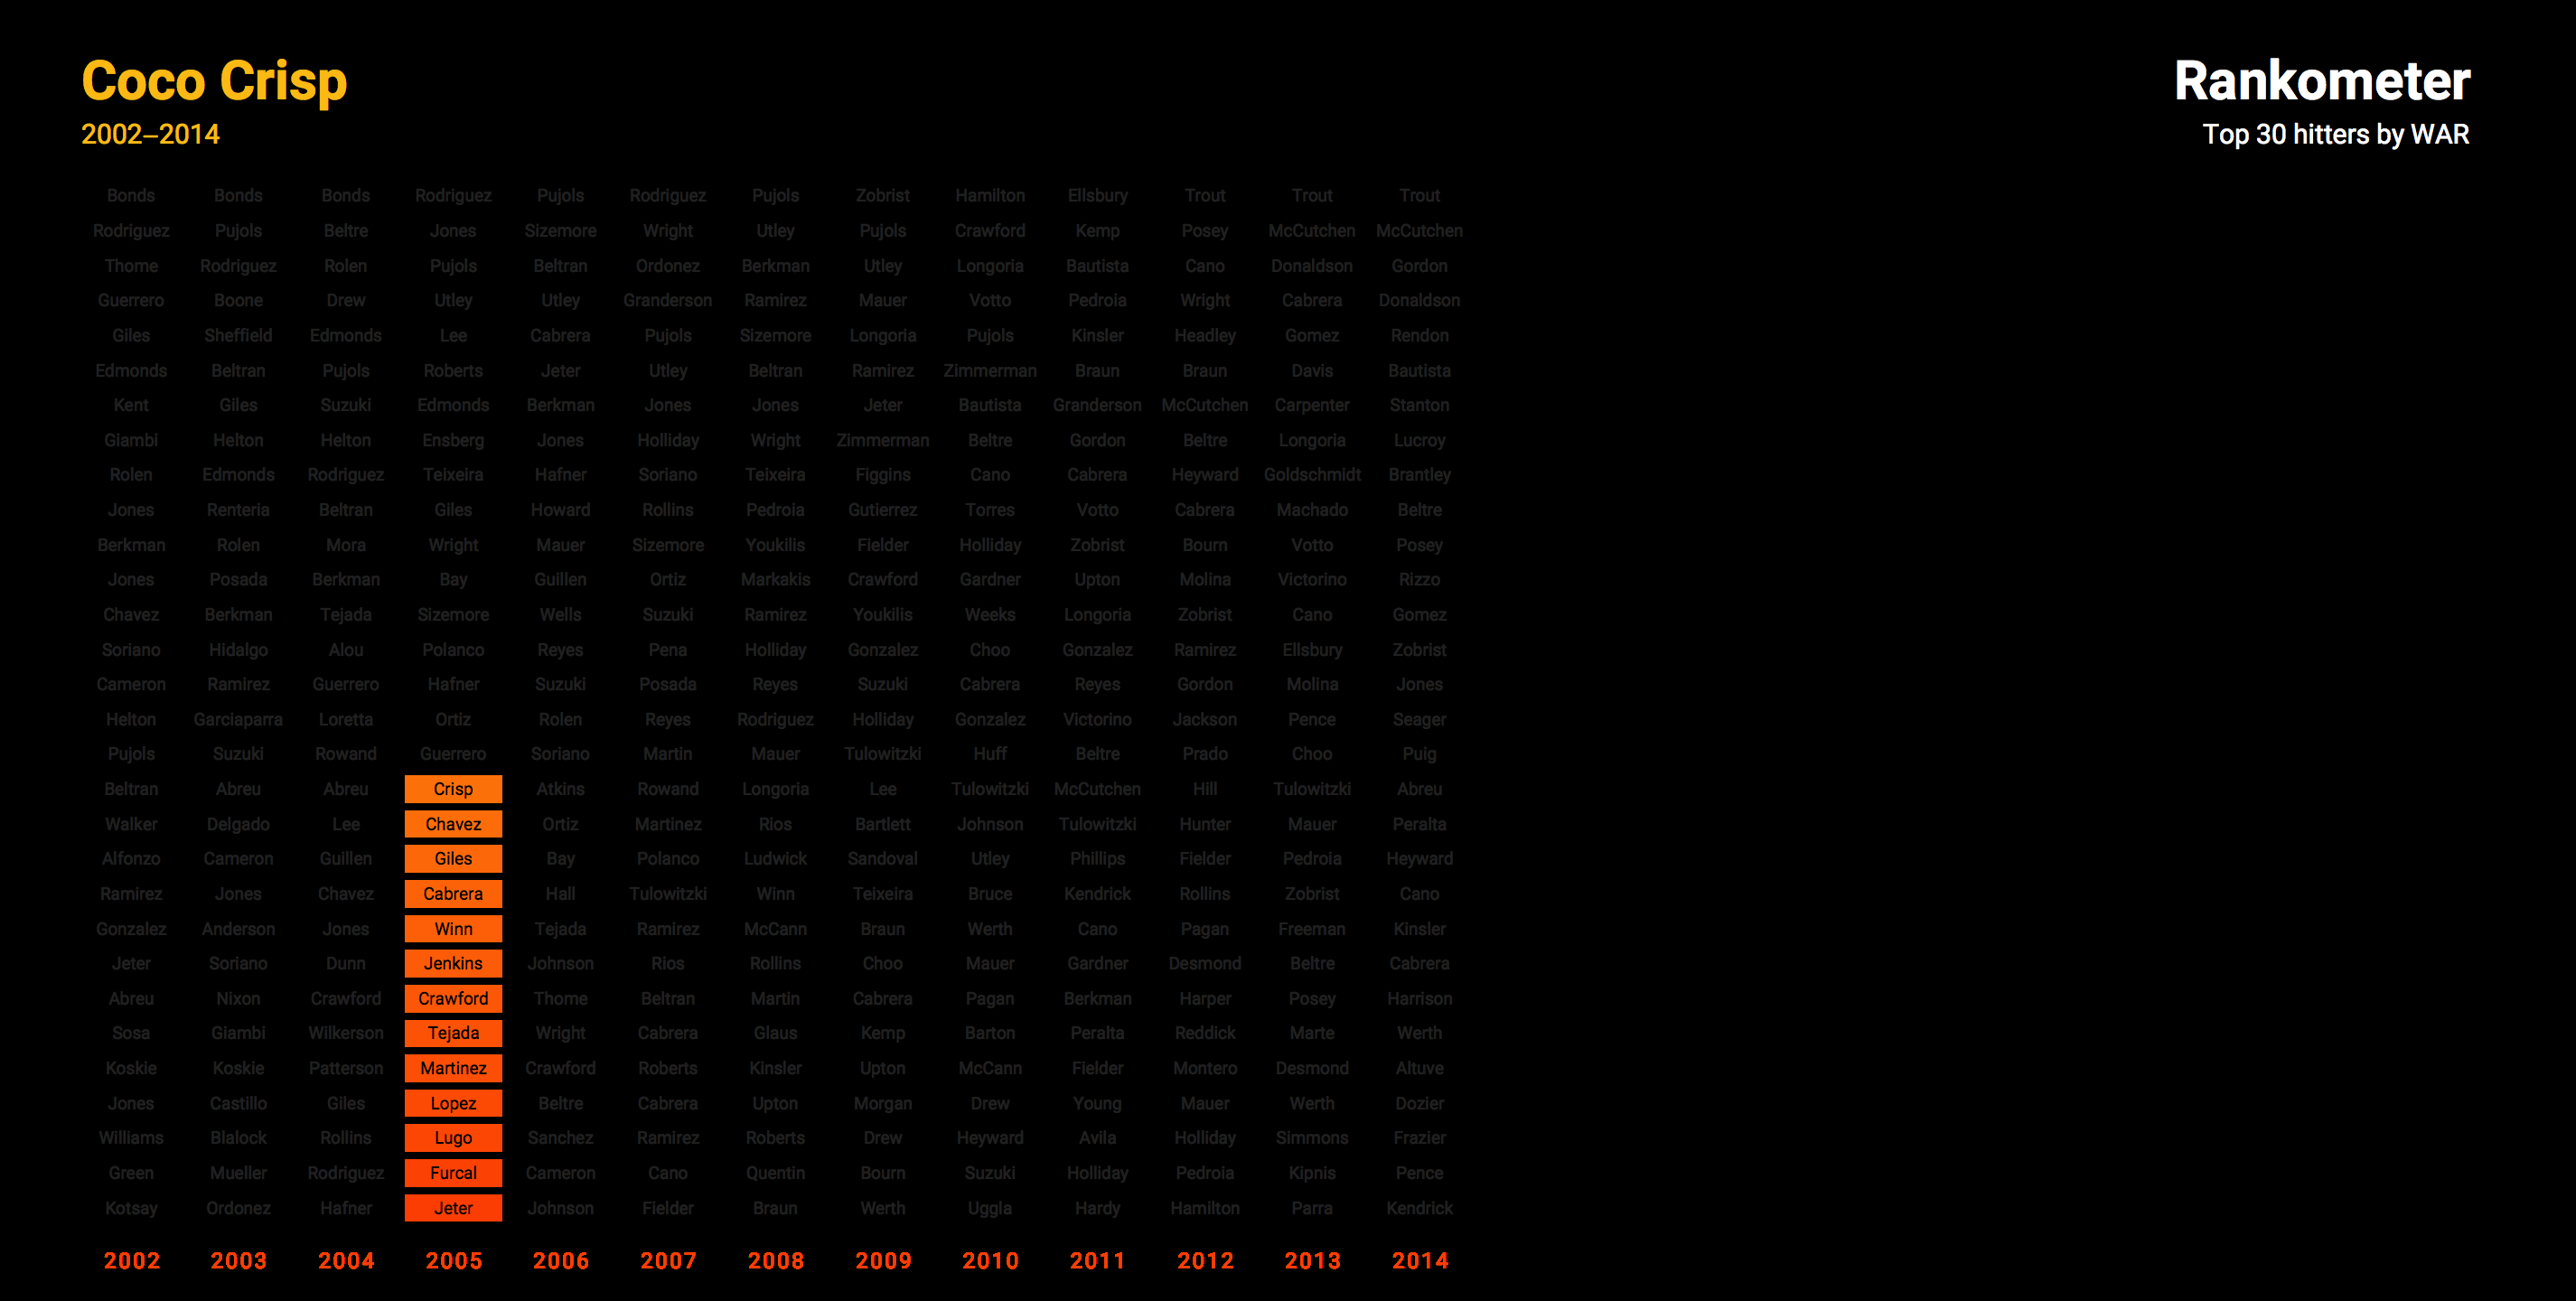 Coco Crisp
2002–2014
Rankometer
Top 30 hitters by WAR
Bonds Bonds Bonds Rodriguez Pujols Rodriguez Pujols Zobrist Hamilton Ellsbury Trout Trout Trout
Rodriguez Pujols Beltre Jones Sizemore Wright Utley Pujols Crawford Kemp Posey McCutchen McCutchen
Thome Rodriguez Rolen Pujols Beltran Ordonez Berkman Utley Longoria Bautista Cano Donaldson Gordon
Guerrero Boone Drew Utley Utley Granderson Ramirez Mauer Votto Pedroia Wright Cabrera Donaldson
Giles Sheffield Edmonds Lee Cabrera Pujols Sizemore Longoria Pujols Kinsler Headley Gomez Rendon
Edmonds Beltran Pujols Roberts Jeter Utley Beltran Ramirez Zimmerman Braun Braun Davis Bautista
Kent Giles Suzuki Edmonds Berkman Jones Jones Jeter Bautista Granderson McCutchen Carpenter Stanton
Giambi Helton Helton Ensberg Jones Holliday Wright Zimmerman Beltre Gordon Beltre Longoria Lucroy
Rolen Edmonds Rodriguez Teixeira Hafner Soriano Teixeira Figgins Cano Cabrera Heyward Goldschmidt Brantley
Jones Renteria Beltran Giles Howard Rollins Pedroia Gutierrez Torres Votto Cabrera Machado Beltre
Berkman Rolen Mora Wright Mauer Sizemore Youkilis Fielder Holliday Zobrist Bourn Votto Posey
Jones Posada Berkman Bay Guillen Ortiz Markakis Crawford Gardner Upton Molina Victorino Rizzo
Chavez Berkman Tejada Sizemore Wells Suzuki Ramirez Youkilis Weeks Longoria Zobrist Cano Gomez
Soriano Hidalgo Alou Polanco Reyes Pena Holliday Gonzalez Choo Gonzalez Ramirez Ellsbury Zobrist
Cameron Ramirez Guerrero Hafner Suzuki Posada Reyes Suzuki Cabrera Reyes Gordon Molina Jones
Helton Garciaparra Loretta Ortiz Rolen Reyes Rodriguez Holliday Gonzalez Victorino Jackson Pence Seager
Pujols Suzuki Rowand Guerrero Soriano Martin Mauer Tulowitzki Huff Beltre Prado Choo Puig
Beltran Abreu Abreu Crisp Atkins Rowand Longoria Lee Tulowitzki McCutchen Hill Tulowitzki Abreu
Walker Delgado Lee Chavez Ortiz Martinez Rios Bartlett Johnson Tulowitzki Hunter Mauer Peralta
Alfonzo Cameron Guillen Giles Bay Polanco Ludwick Sandoval Utley Phillips Fielder Pedroia Heyward
Ramirez Jones Chavez Cabrera Hall Tulowitzki Winn Teixeira Bruce Kendrick Rollins Zobrist Cano
Gonzalez Anderson Jones Winn Tejada Ramirez McCann Braun Werth Cano Pagan Freeman Kinsler
Jeter Soriano Dunn Jenkins Johnson Rios Rollins Choo Mauer Gardner Desmond Beltre Cabrera
Abreu Nixon Crawford Crawford Thome Beltran Martin Cabrera Pagan Berkman Harper Posey Harrison
Sosa Giambi Wilkerson Tejada Wright Cabrera Glaus Kemp Barton Peralta Reddick Marte Werth
Koskie Koskie Patterson Martinez Crawford Roberts Kinsler Upton McCann Fielder Montero Desmond Altuve
Jones Castillo Giles Lopez Beltre Cabrera Upton Morgan Drew Young Mauer Werth Dozier
Williams Blalock Rollins Lugo Sanchez Ramirez Roberts Drew Heyward Avila Holliday Simmons Frazier
Green Mueller Rodriguez Furcal Cameron Cano Quentin Bourn Suzuki Holliday Pedroia Kipnis Pence
Kotsay Ordonez Hafner Jeter Johnson Fielder Braun Werth Uggla Hardy Hamilton Parra Kendrick
2002 2003 2004 2005 2006 2007 2008 2009 2010 2011 2012 2013 2014